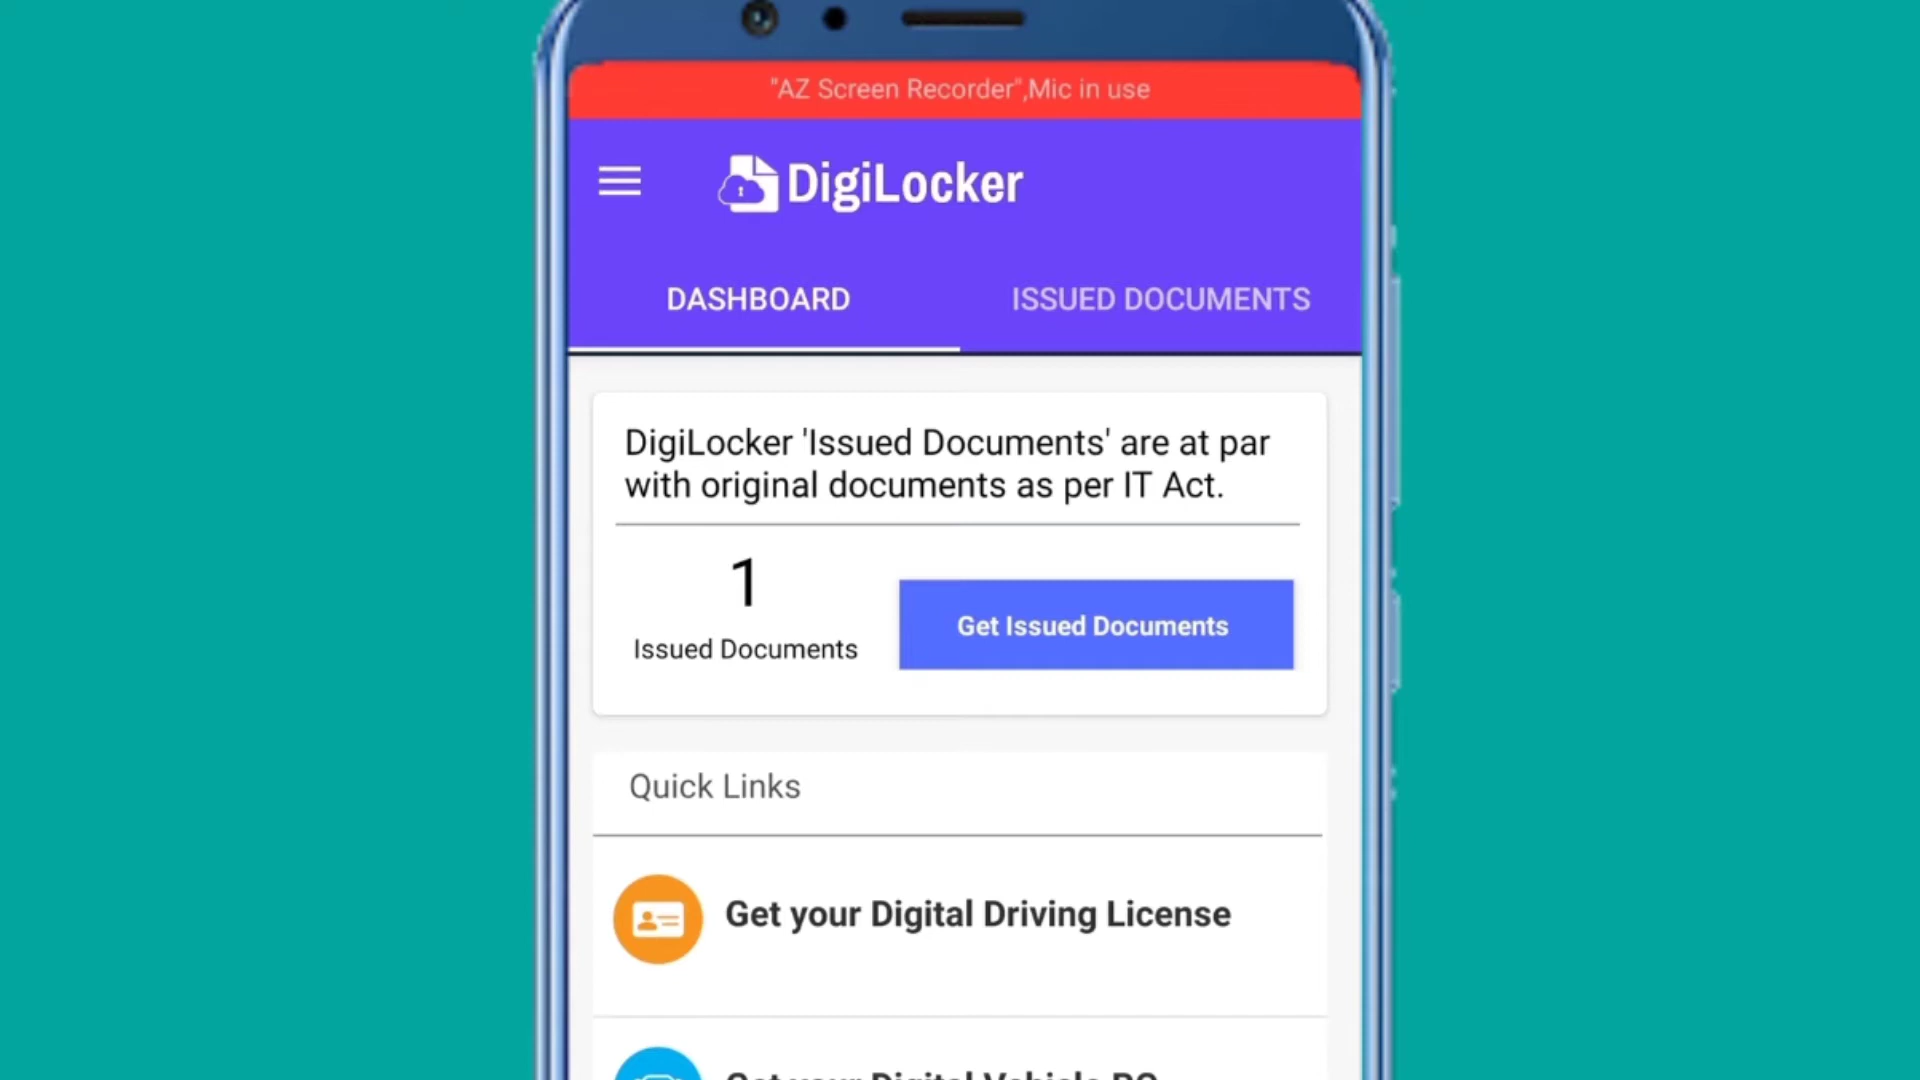 "AZ Screen Recorder",Mic in use
DigiLocker
DASHBOARD
ISSUED DOCUMENTS
DigiLocker 'Issued Documents' are at par
with original documents as per IT Act.
1
Issued Documents
Get Issued Documents
Quick Links
Get your Digital Driving License
Get your Digital Vehicle RC